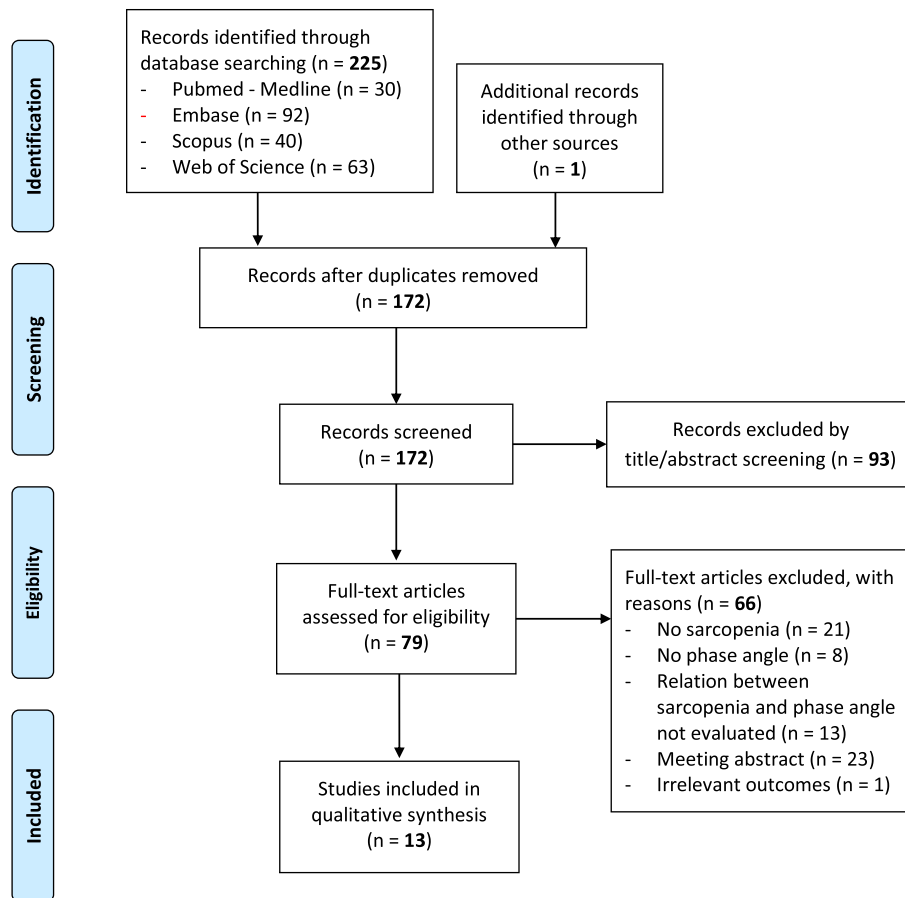 Identification
Records identified through
database searching (n = 225)
- Pubmed - Medline (n = 30)
- Embase (n = 92)
- Scopus (n = 40)
- Web of Science (n = 63)
Additional records
identified through
other sources
(n = 1)
Screening
Records after duplicates removed
(n = 172)
Records screened
(n = 172)
Records excluded by
title/abstract screening (n = 93)
Eligibility
Full-text articles
assessed for eligibility
(n = 79)
Full-text articles excluded, with
reasons (n = 66)
- No sarcopenia (n = 21)
- No phase angle (n = 8)
- Relation between
sarcopenia and phase angle
not evaluated (n = 13)
- Meeting abstract (n = 23)
- Irrelevant outcomes (n = 1)
Included
Studies included in
qualitative synthesis
(n = 13)